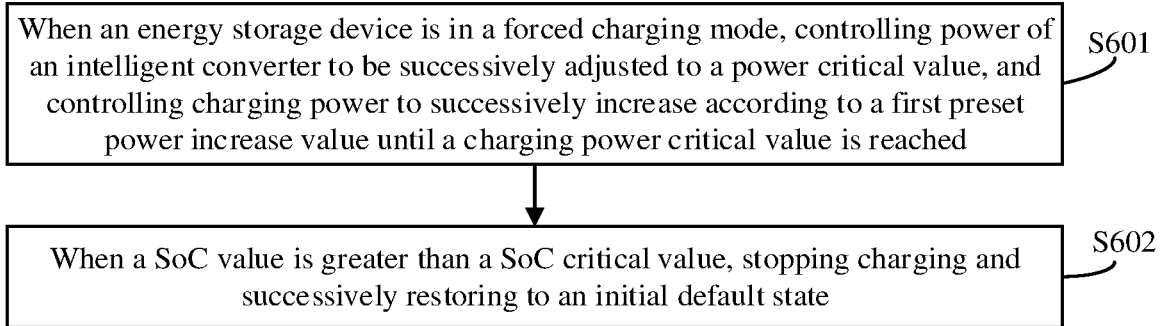 When an energy storage device is in a forced charging mode, controlling power of
an intelligent converter to be successively adjusted to a power critical value, and
controlling charging power to successively increase according to a first preset
power increase value until a charging power critical value is reached
S601
When a SoC value is greater than a SoC critical value, stopping charging and
successively restoring to an initial default state
S602